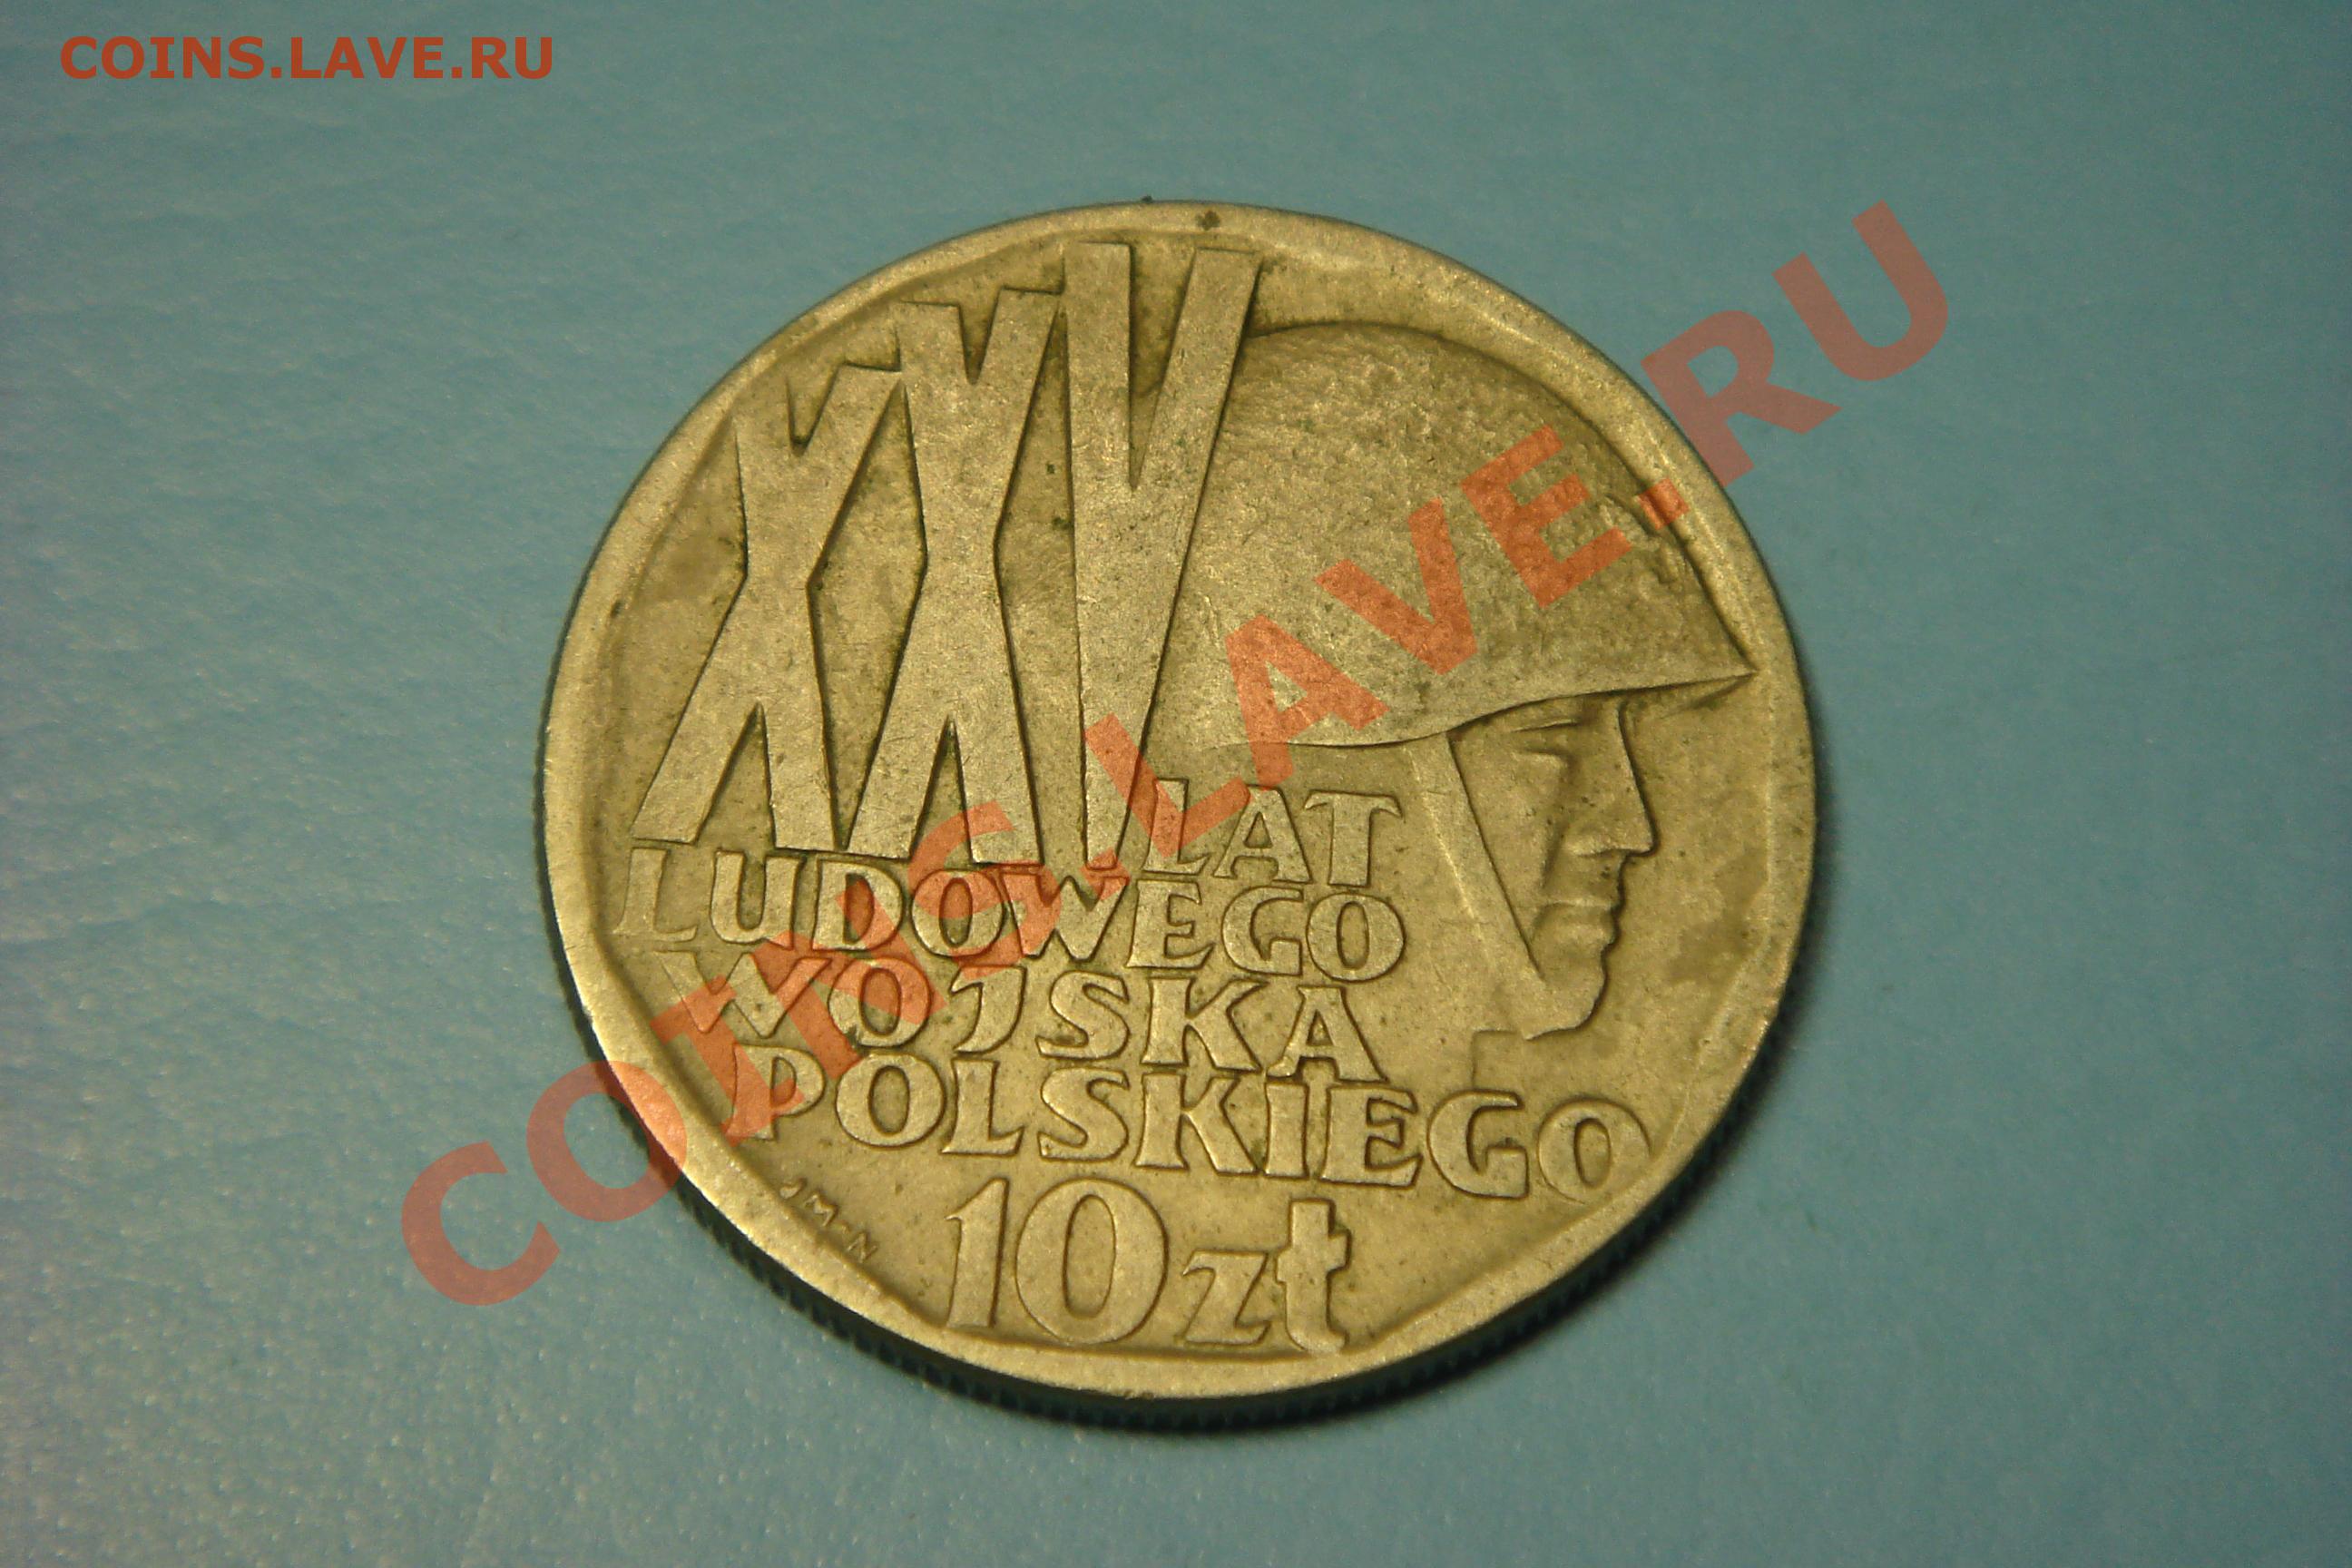 COINS.LAVE.RU
XXV LAT
LUDOWEGO
WOJSKA
POLSKIEGO
10 zł
JM-N
COINS.LAVE.RU